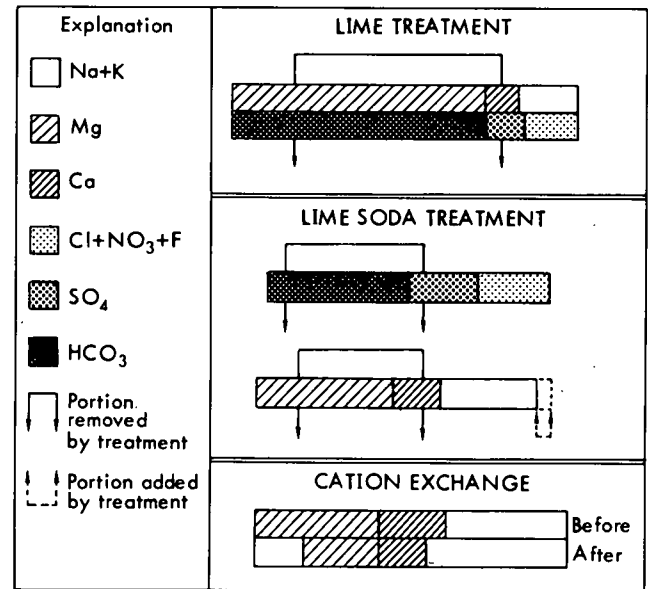 Explanation
Na+K
Mg
Ca
Cl+NO₃+F
SO₄
HCO₃
Portion
removed
by treatment
Portion added
by treatment
LIME TREATMENT
LIME SODA TREATMENT
CATION EXCHANGE
Before
After